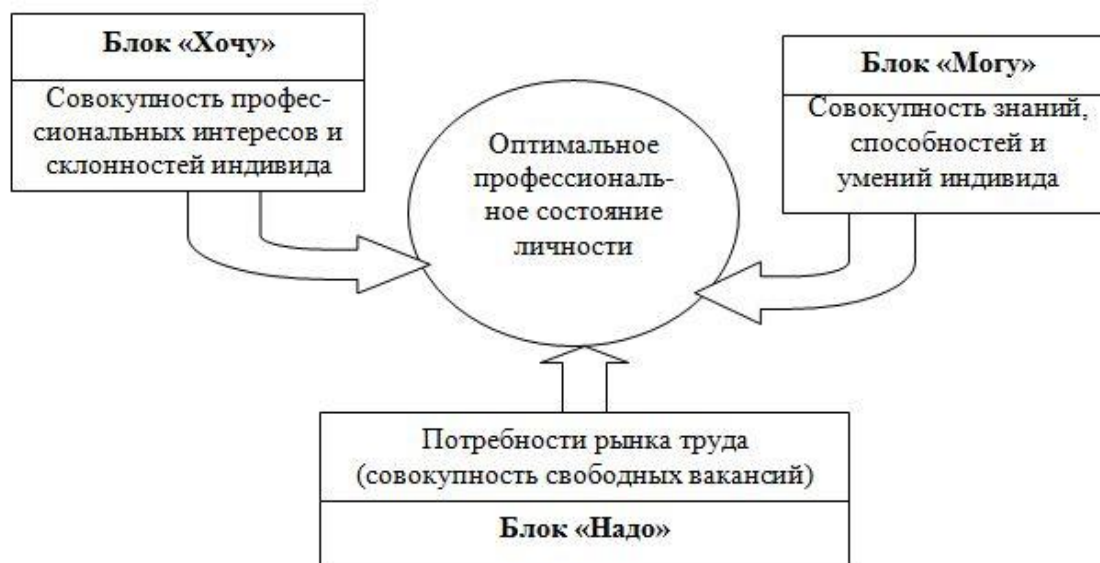 Блок «Хочу»
Совокупность профес-
сиональных интересов и
склонностей индивида
Оптимальное
профессиональ-
ное состояние
личности
Блок «Могу»
Совокупность знаний,
способностей и
умений индивида
Потребности рынка труда
(совокупность свободных вакансий)
Блок «Надо»